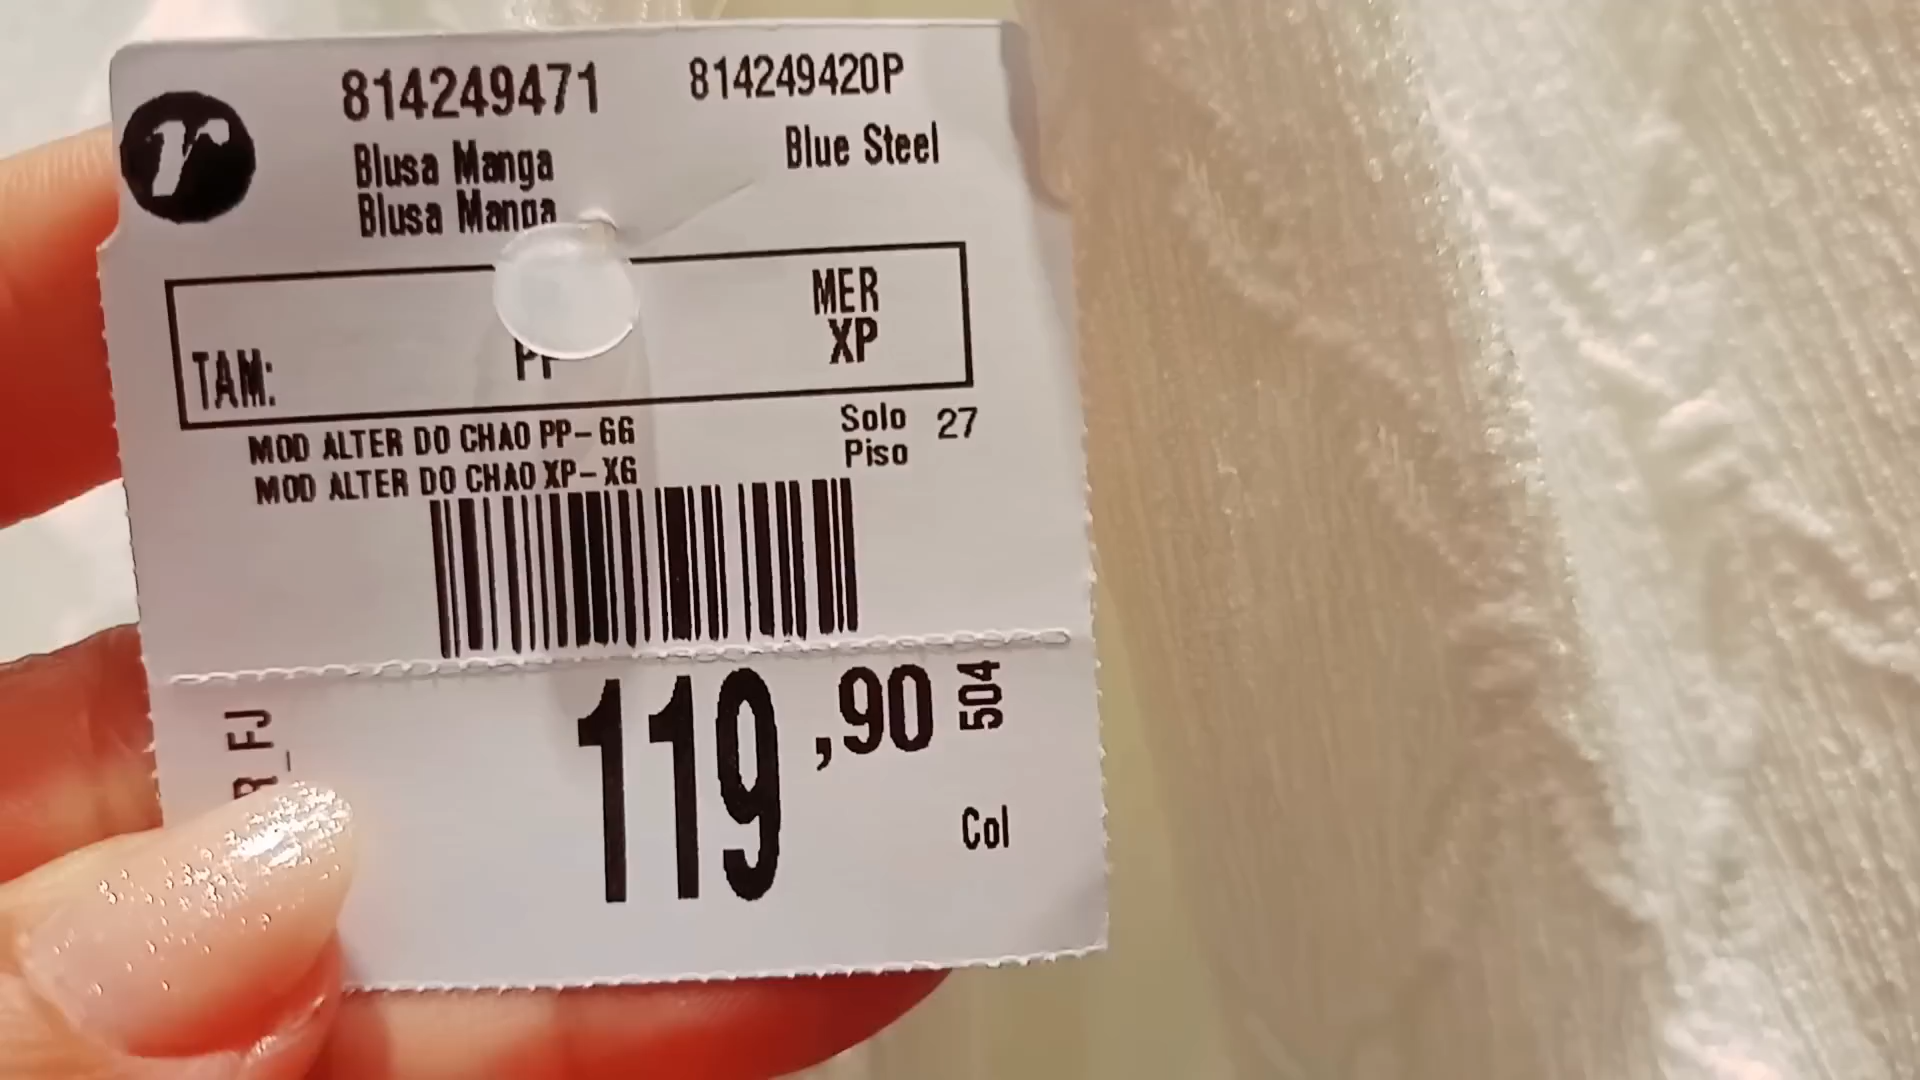 814249471 814249420P
r
Blusa Manga Blue Steel
Blusa Manga
MER
TAM: PP XP
MOD ALTER DO CHAO PP-GG Solo 27
MOD ALTER DO CHAO XP-XG Piso
119,90
504
R_FJ
Col